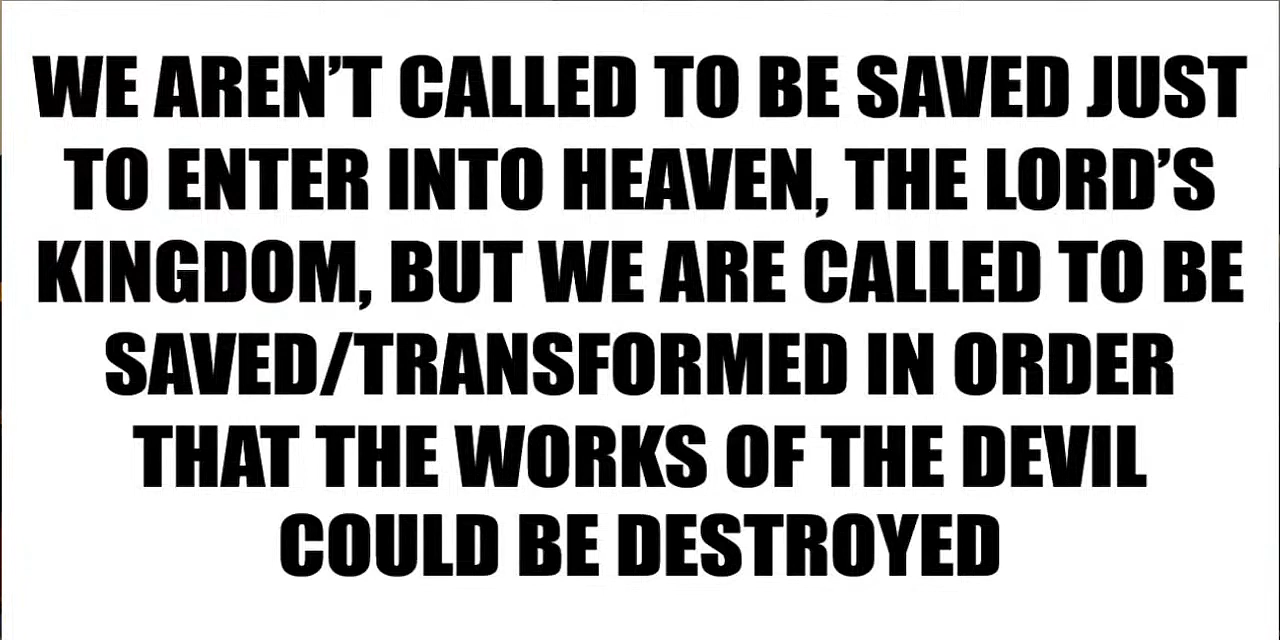 WE AREN’T CALLED TO BE SAVED JUST
TO ENTER INTO HEAVEN, THE LORD’S
KINGDOM, BUT WE ARE CALLED TO BE
SAVED/TRANSFORMED IN ORDER
THAT THE WORKS OF THE DEVIL
COULD BE DESTROYED